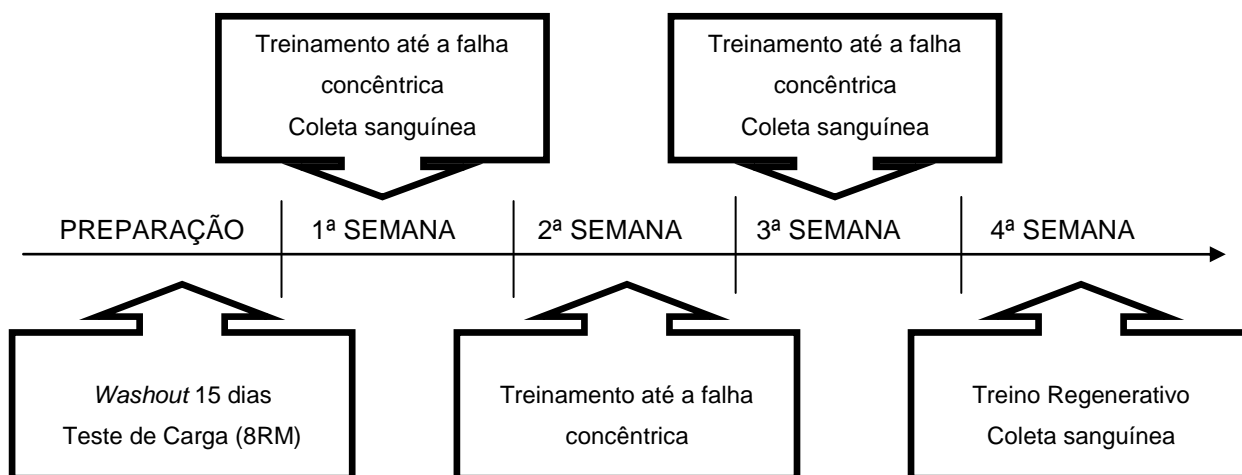 Treinamento até a falha
concêntrica
Coleta sanguínea
Treinamento até a falha
concêntrica
Coleta sanguínea
PREPARAÇÃO
1ª SEMANA
2ª SEMANA
3ª SEMANA
4ª SEMANA
Washout 15 dias
Teste de Carga (8RM)
Treinamento até a falha
concêntrica
Treino Regenerativo
Coleta sanguínea